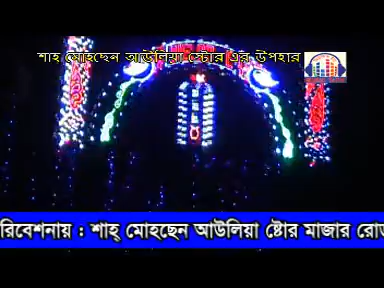 শাহ মোহছেন আউলিয়া স্টোর এর উপহার
রিবেশনায় : শাহ্ মোহছেন আউলিয়া ষ্টোর মাজার রোড